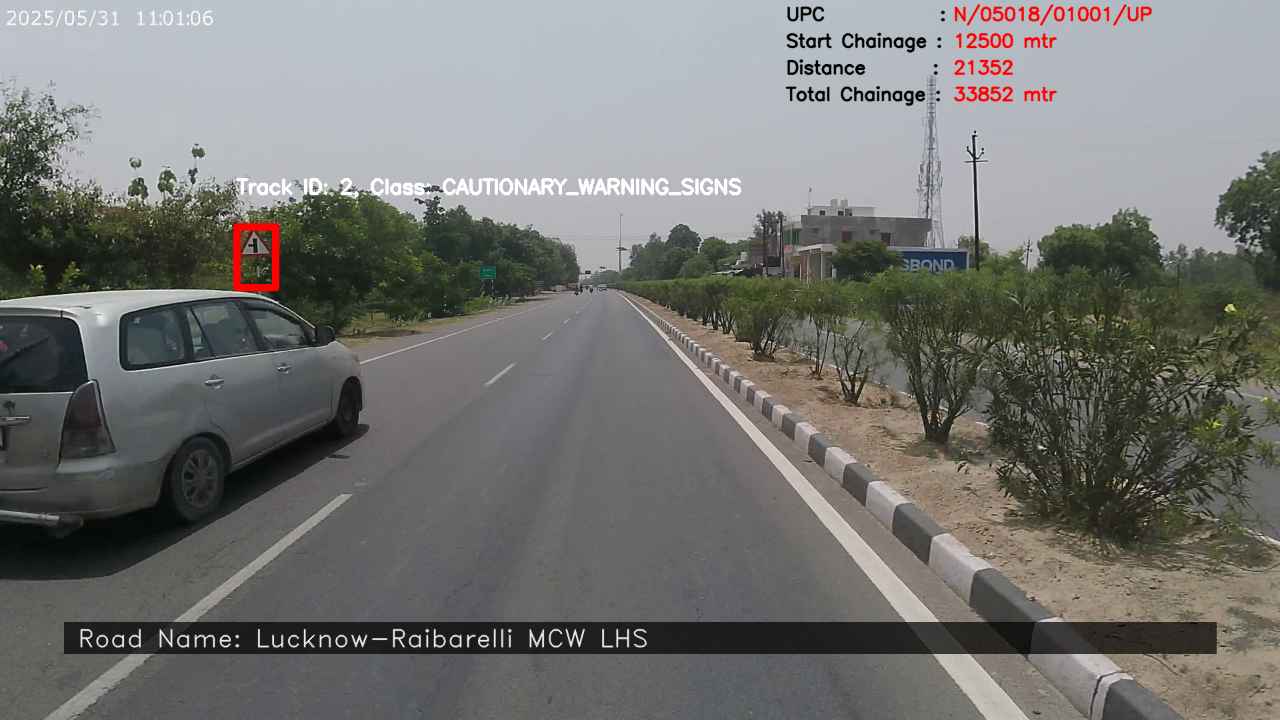 2025/05/31 11:01:06
UPC : N/05018/01001/UP
Start Chainage : 12500 mtr
Distance : 21352
Total Chainage : 33852 mtr
Track ID: 2, Class: CAUTIONARY_WARNING_SIGNS
SBOND
Road Name: Lucknow-Raibarelli MCW LHS